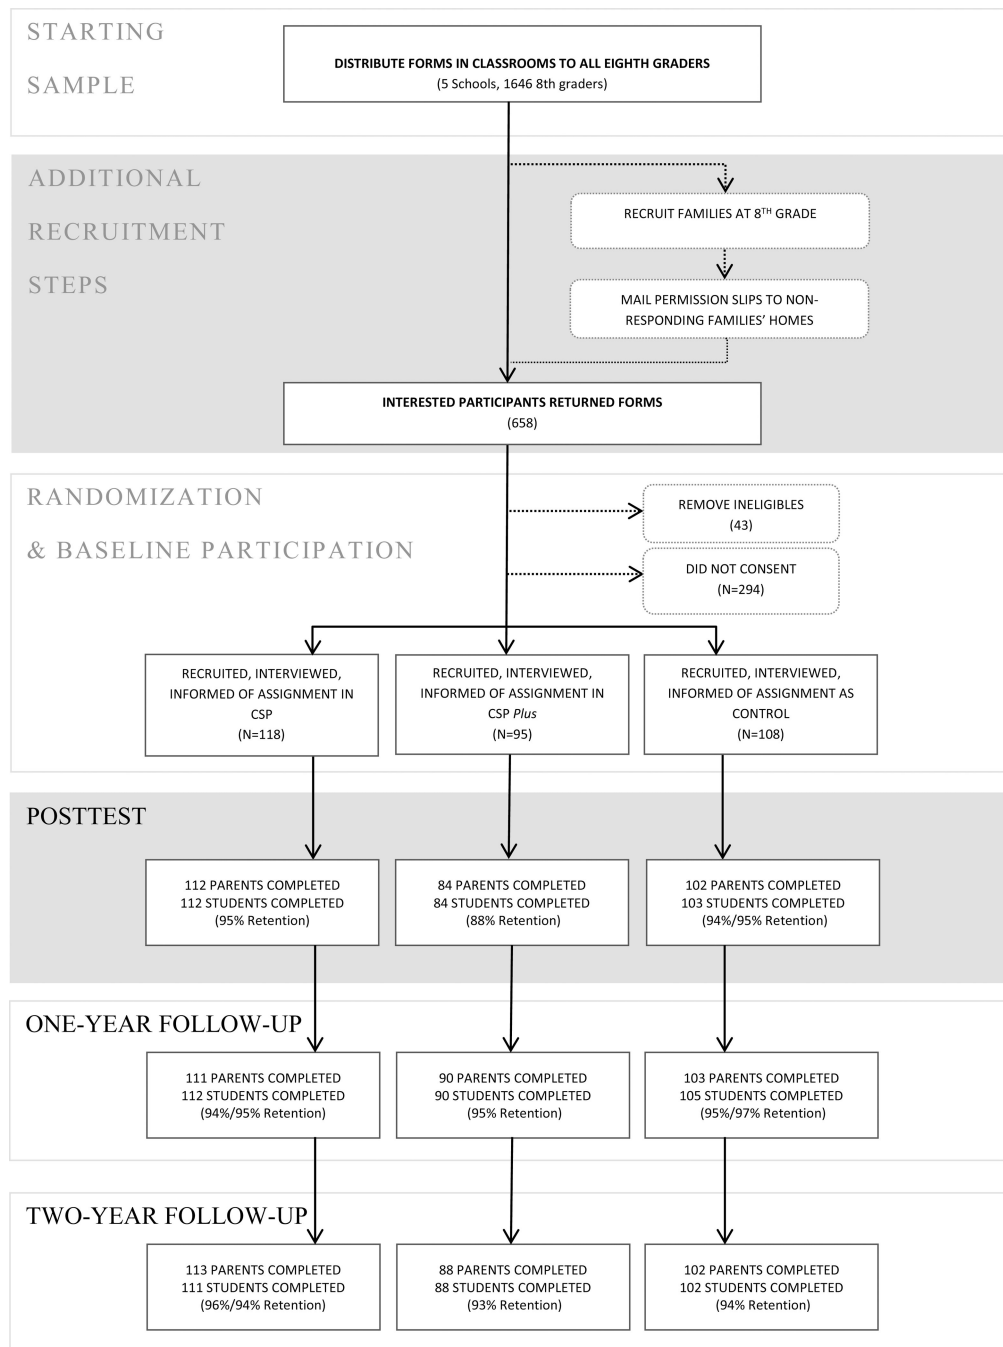 STARTING
SAMPLE
DISTRIBUTE FORMS IN CLASSROOMS TO ALL EIGHTH GRADERS
(5 Schools, 1646 8th graders)
ADDITIONAL
RECRUITMENT
STEPS
RECRUIT FAMILIES AT 8TH GRADE
MAIL PERMISSION SLIPS TO NON-
RESPONDING FAMILIES’ HOMES
INTERESTED PARTICIPANTS RETURNED FORMS
(658)
RANDOMIZATION
& BASELINE PARTICIPATION
REMOVE INELIGIBLES
(43)
DID NOT CONSENT
(N=294)
RECRUITED, INTERVIEWED,
INFORMED OF ASSIGNMENT IN
CSP
(N=118)
RECRUITED, INTERVIEWED,
INFORMED OF ASSIGNMENT IN
CSP Plus
(N=95)
RECRUITED, INTERVIEWED,
INFORMED OF ASSIGNMENT AS
CONTROL
(N=108)
POSTTEST
112 PARENTS COMPLETED
112 STUDENTS COMPLETED
(95% Retention)
84 PARENTS COMPLETED
84 STUDENTS COMPLETED
(88% Retention)
102 PARENTS COMPLETED
103 STUDENTS COMPLETED
(94%/95% Retention)
ONE-YEAR FOLLOW-UP
111 PARENTS COMPLETED
112 STUDENTS COMPLETED
(94%/95% Retention)
90 PARENTS COMPLETED
90 STUDENTS COMPLETED
(95% Retention)
103 PARENTS COMPLETED
105 STUDENTS COMPLETED
(95%/97% Retention)
TWO-YEAR FOLLOW-UP
113 PARENTS COMPLETED
111 STUDENTS COMPLETED
(96%/94% Retention)
88 PARENTS COMPLETED
88 STUDENTS COMPLETED
(93% Retention)
102 PARENTS COMPLETED
102 STUDENTS COMPLETED
(94% Retention)